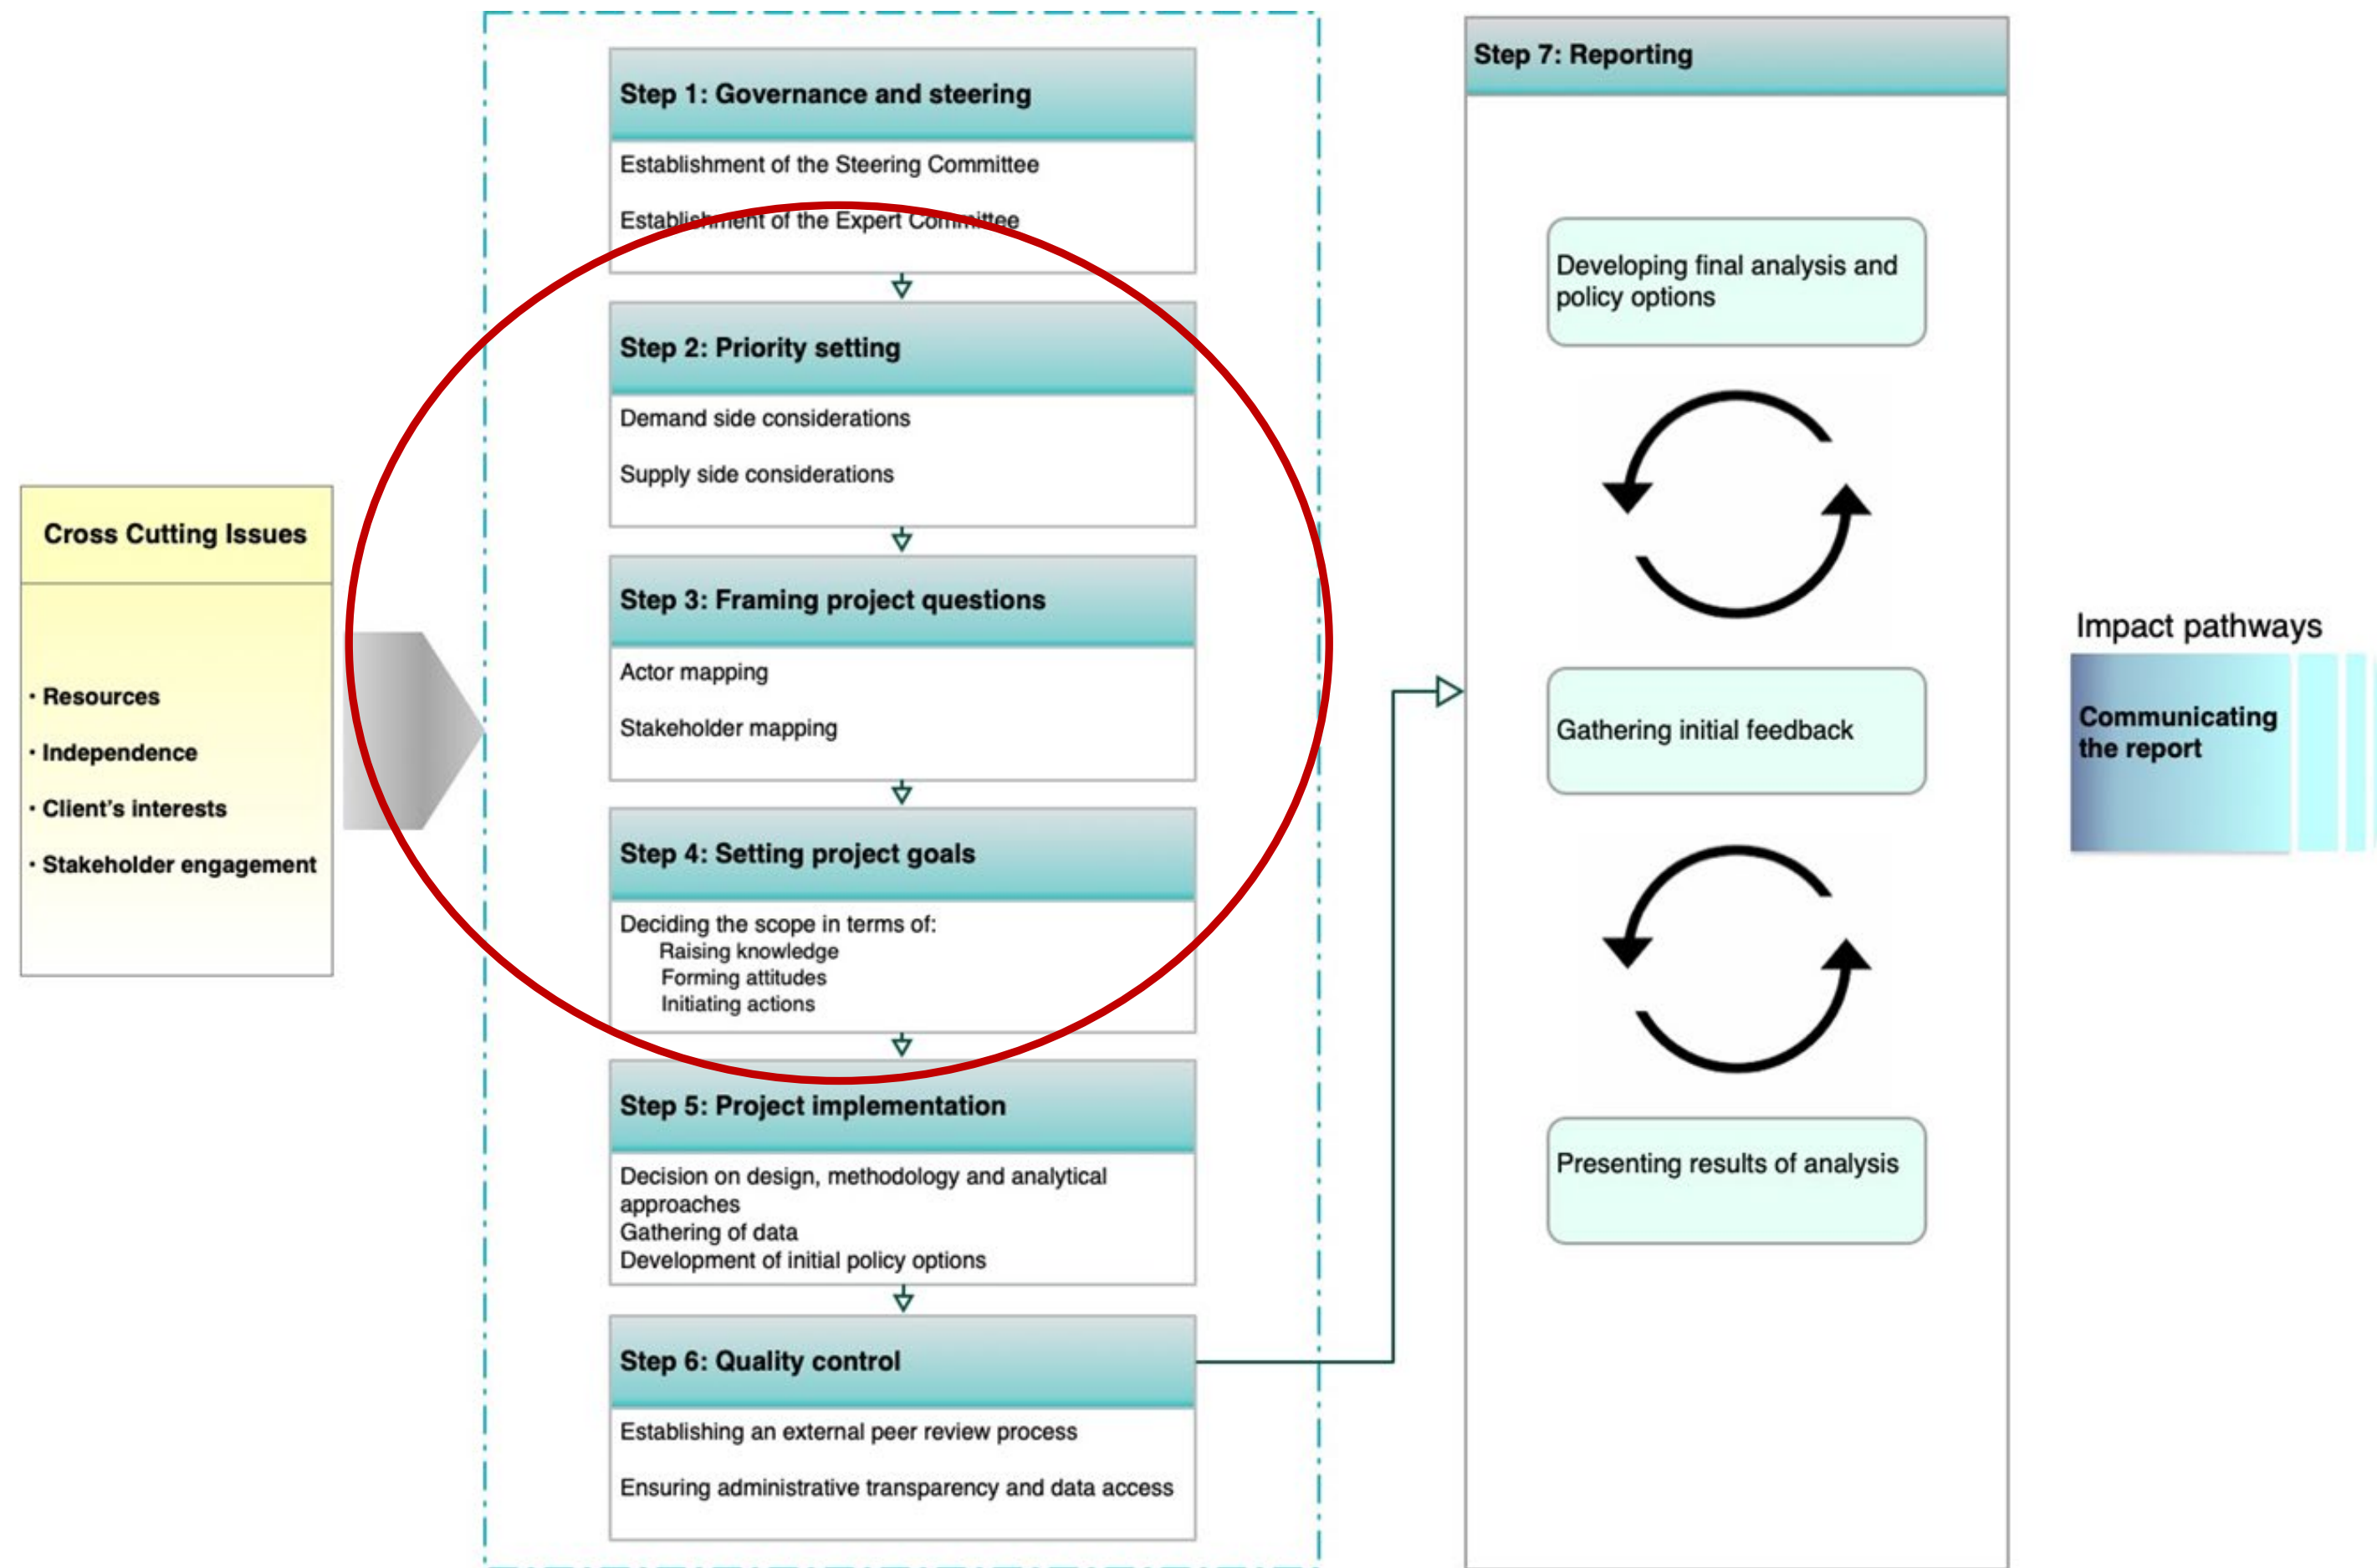 Cross Cutting Issues
· Resources
· Independence
· Client's interests
· Stakeholder engagement
Step 1: Governance and steering
Establishment of the Steering Committee
Establishment of the Expert Committee
Step 2: Priority setting
Demand side considerations
Supply side considerations
Step 3: Framing project questions
Actor mapping
Stakeholder mapping
Step 4: Setting project goals
Deciding the scope in terms of:
Raising knowledge
Forming attitudes
Initiating actions
Step 5: Project implementation
Decision on design, methodology and analytical
approaches
Gathering of data
Development of initial policy options
Step 6: Quality control
Establishing an external peer review process
Ensuring administrative transparency and data access
Step 7: Reporting
Developing final analysis and
policy options
Gathering initial feedback
Presenting results of analysis
Impact pathways
Communicating
the report